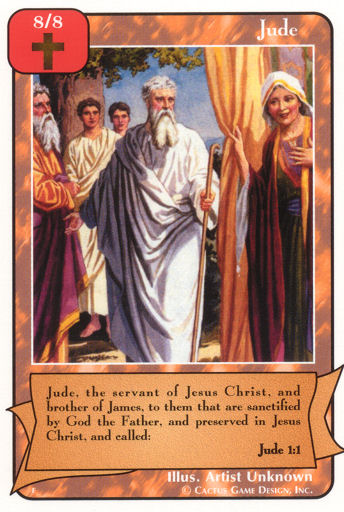 8/8
Jude
Jude, the servant of Jesus Christ, and
brother of James, to them that are sanctified
by God the Father, and preserved in Jesus
Christ, and called:
Jude 1:1
Illus. Artist Unknown
© Cactus Game Design, Inc.